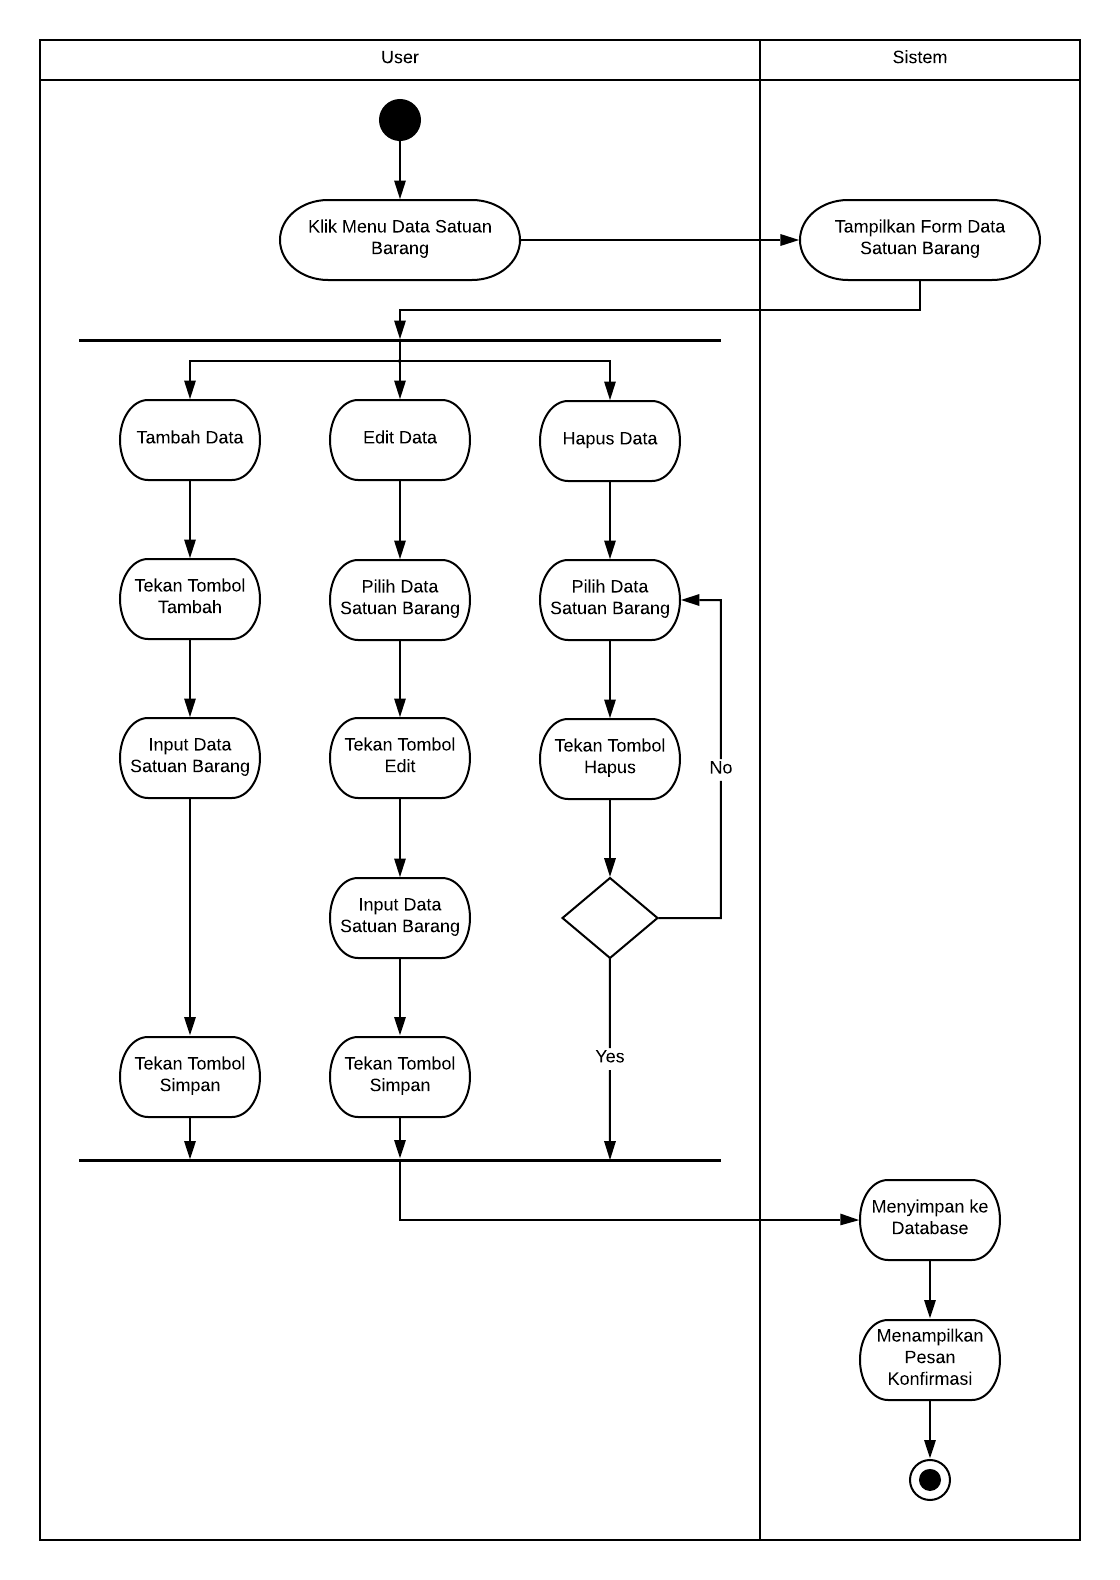 User
Sistem
Klik Menu Data Satuan
Barang
Tampilkan Form Data
Satuan Barang
Tambah Data
Edit Data
Hapus Data
Tekan Tombol
Tambah
Pilih Data
Satuan Barang
Pilih Data
Satuan Barang
Input Data
Satuan Barang
Tekan Tombol
Edit
Tekan Tombol
Hapus
No
Input Data
Satuan Barang
Tekan Tombol
Simpan
Tekan Tombol
Simpan
Yes
Menyimpan ke
Database
Menampilkan
Pesan
Konfirmasi